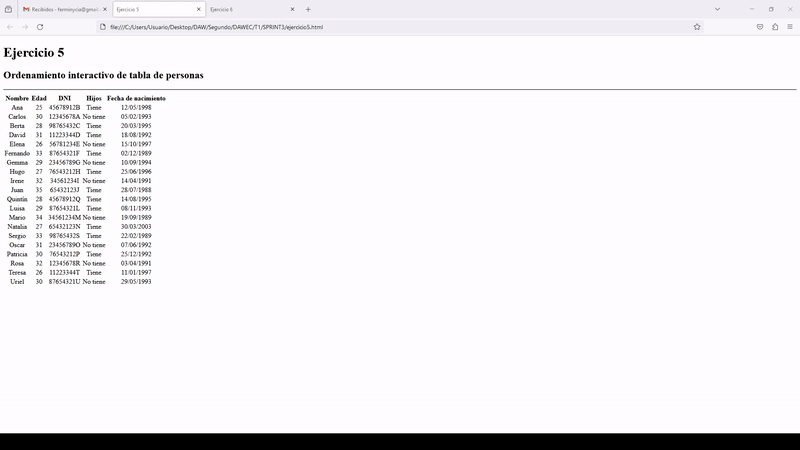 Recibidos - ferminycia@gmail
Ejercicio 5
Ejercicio 6
file:///C:/Users/Usuario/Desktop/DAW/Segundo/DAWEC/T1/SPRINT3/ejercicio5.html
Ejercicio 5
Ordenamiento interactivo de tabla de personas
Nombre Edad DNI Hijos Fecha de nacimiento
Ana 25 45678912B Tiene 12/05/1998
Carlos 30 12345678A No tiene 05/02/1993
Berta 28 98765432C Tiene 20/03/1995
David 31 11223344D Tiene 18/08/1992
Elena 26 56781234E No tiene 15/10/1997
Fernando 33 87654321F Tiene 02/12/1989
Gemma 29 23456789G No tiene 10/09/1994
Hugo 27 76543212H Tiene 25/06/1996
Irene 32 34561234I No tiene 14/04/1991
Juan 35 65432123J Tiene 28/07/1988
Quintín 28 45678912Q Tiene 14/08/1995
Luisa 29 87654321L Tiene 08/11/1993
Mario 34 34561234M No tiene 19/09/1989
Natalia 27 65432123N Tiene 30/03/2003
Sergio 33 98765432S Tiene 22/02/1989
Oscar 31 23456789O No tiene 07/06/1992
Patricia 30 76543212P Tiene 25/12/1992
Rosa 32 12345678R No tiene 03/04/1991
Teresa 26 11223344T Tiene 11/01/1997
Uriel 30 87654321U No tiene 29/05/1993